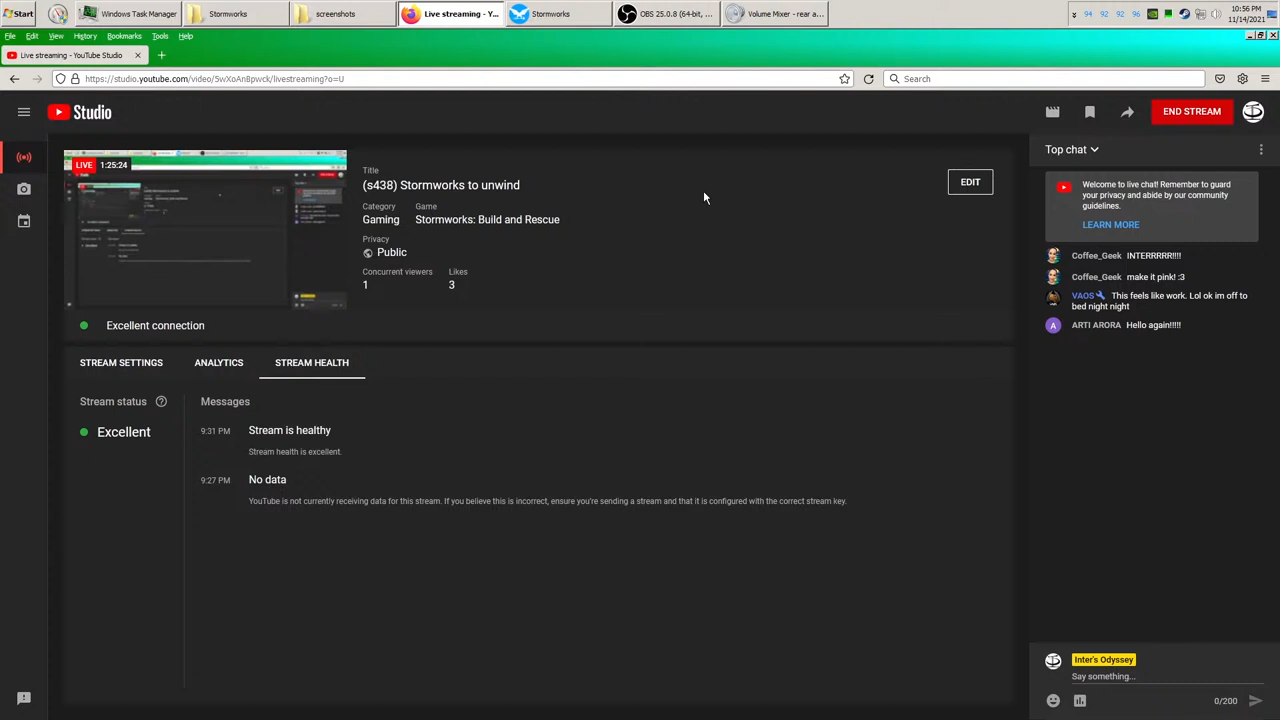 Start
Windows Task Manager
Stormworks
screenshots
Live streaming - Y...
Stormworks
OBS 25.0.8 (64-bit, ...
Volume Mixer - rear a...
94 92 92 96
10:56 PM
11/14/2021
File Edit View History Bookmarks Tools Help
Live streaming - YouTube Studio
https://studio.youtube.com/video/5wXoAnBpwck/livestreaming?o=U
Search
Studio
END STREAM
LIVE 1:25:24
Title
(s438) Stormworks to unwind
EDIT
Category Game
Gaming Stormworks: Build and Rescue
Privacy
Public
Concurrent viewers Likes
1 3
Excellent connection
STREAM SETTINGS ANALYTICS STREAM HEALTH
Stream status
Excellent
Messages
9:31 PM Stream is healthy
Stream health is excellent.
9:27 PM No data
YouTube is not currently receiving data for this stream. If you believe this is incorrect, ensure you're sending a stream and that it is configured with the correct stream key.
Top chat
Welcome to live chat! Remember to guard
your privacy and abide by our community
guidelines.
LEARN MORE
Coffee_Geek INTERRRRR!!!!
Coffee_Geek make it pink! :3
VAOS This feels like work. Lol ok im off to
bed night night
A ARTI ARORA Hello again!!!!!
Inter's Odyssey
Say something...
0/200